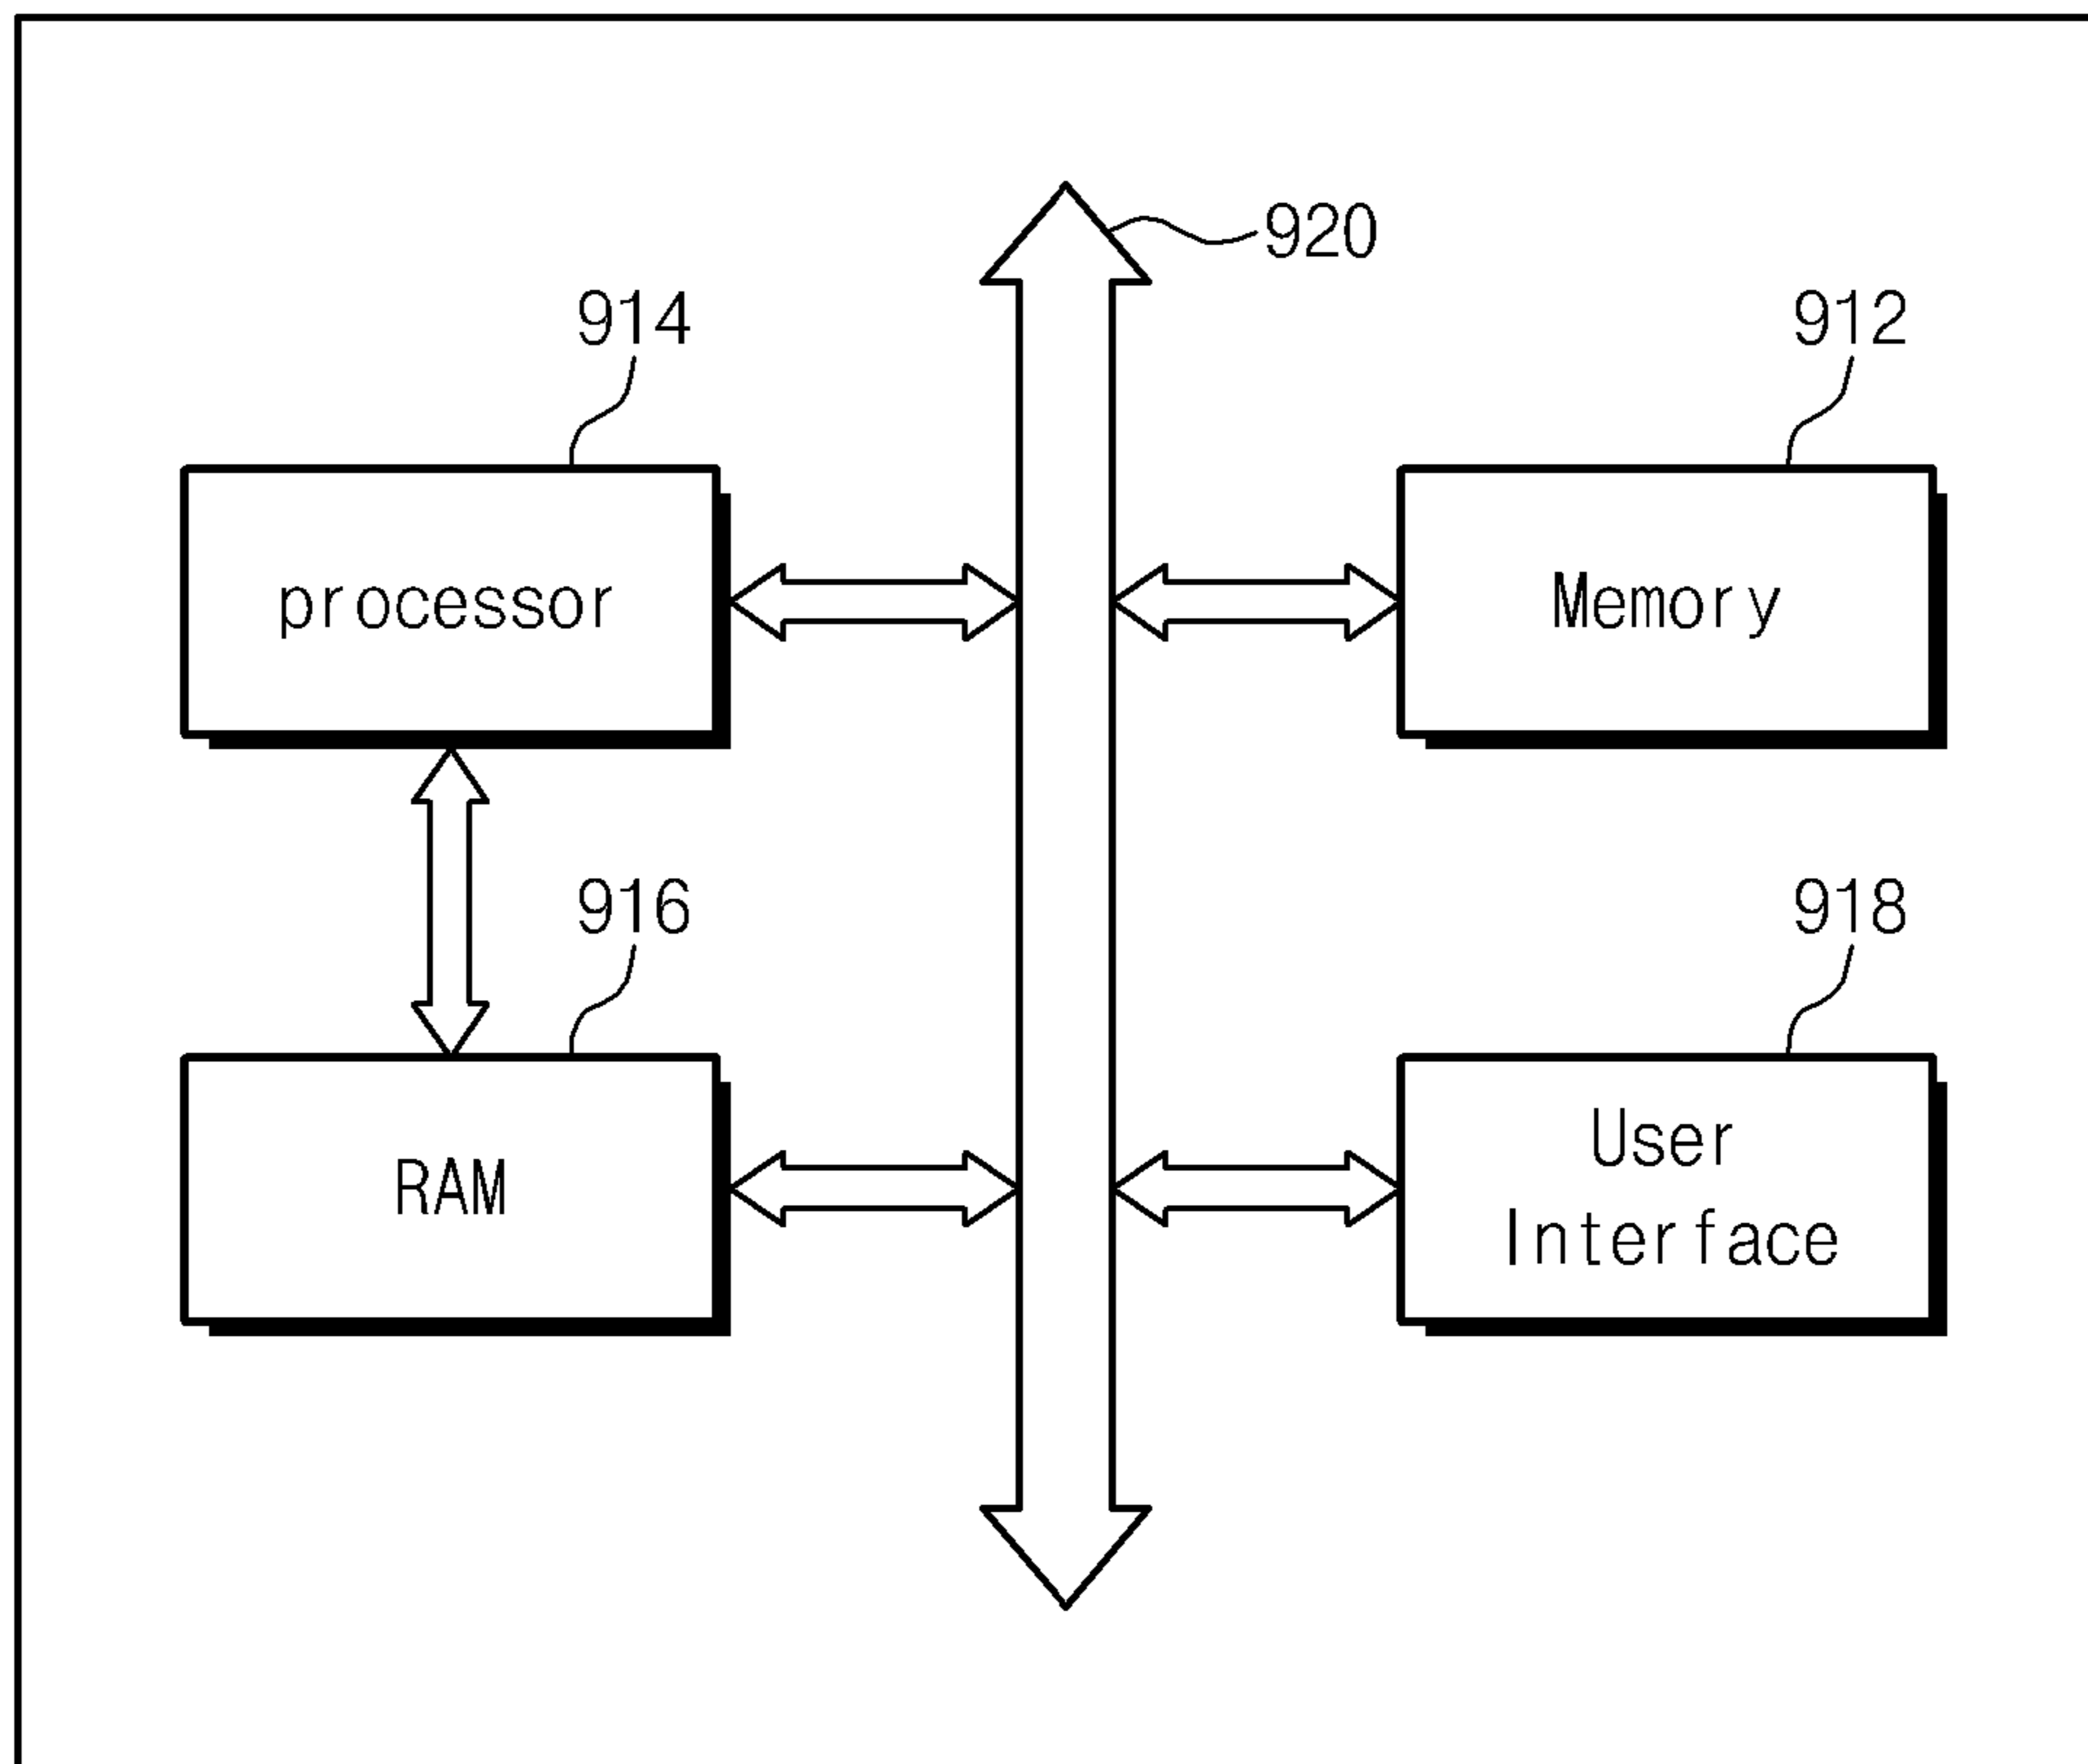 920
914
912
processor
Memory
916
918
RAM
User
Interface